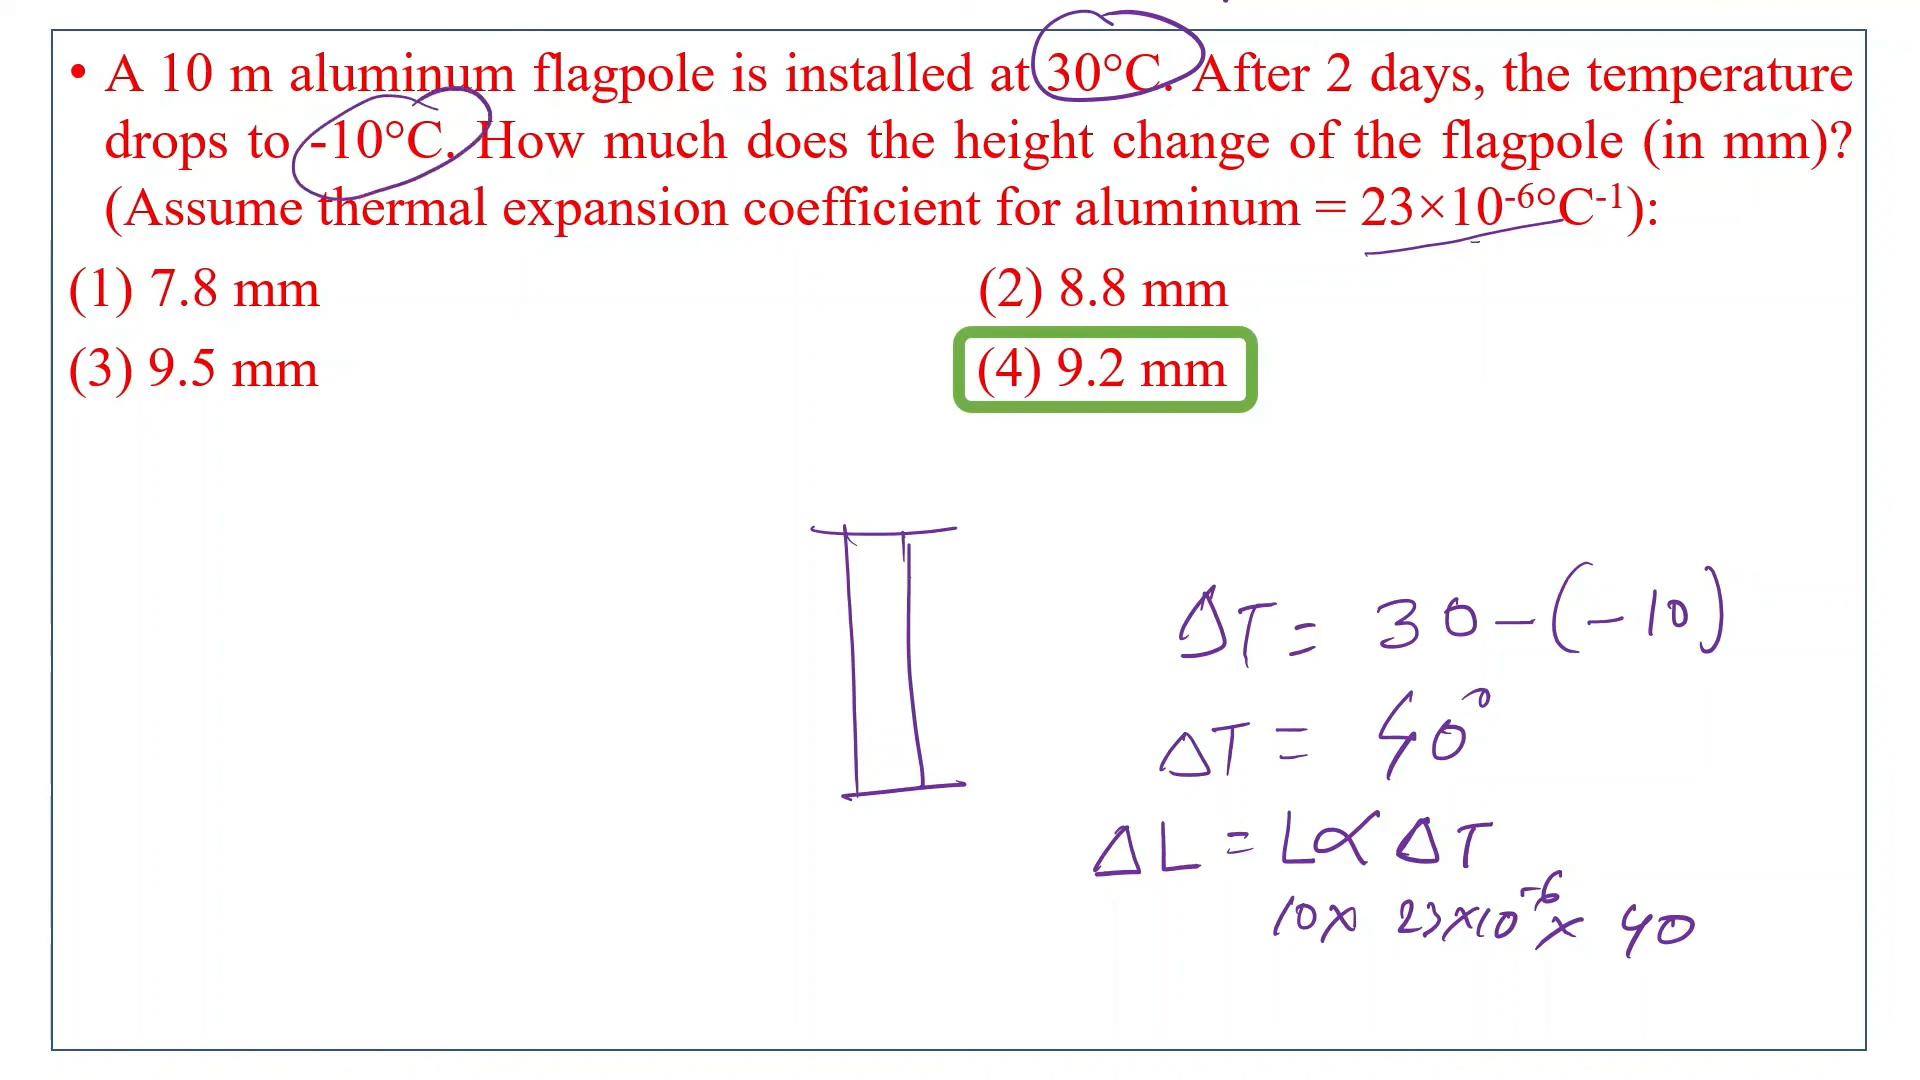 • A 10 m aluminum flagpole is installed at 30°C. After 2 days, the temperature
drops to -10°C. How much does the height change of the flagpole (in mm)?
(Assume thermal expansion coefficient for aluminum = 23×10⁻⁶°C⁻¹):
(1) 7.8 mm (2) 8.8 mm
(3) 9.5 mm (4) 9.2 mm
ΔT = 30 - (-10)
ΔT = 40°
ΔL = L∝ΔT
10× 23×10⁻⁶× 40